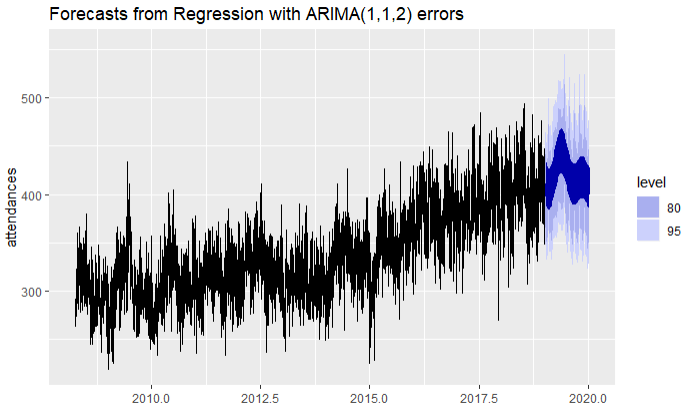 Forecasts from Regression with ARIMA(1,1,2) errors
500
400
300
attendances
level
80
95
2010.0 2012.5 2015.0 2017.5 2020.0